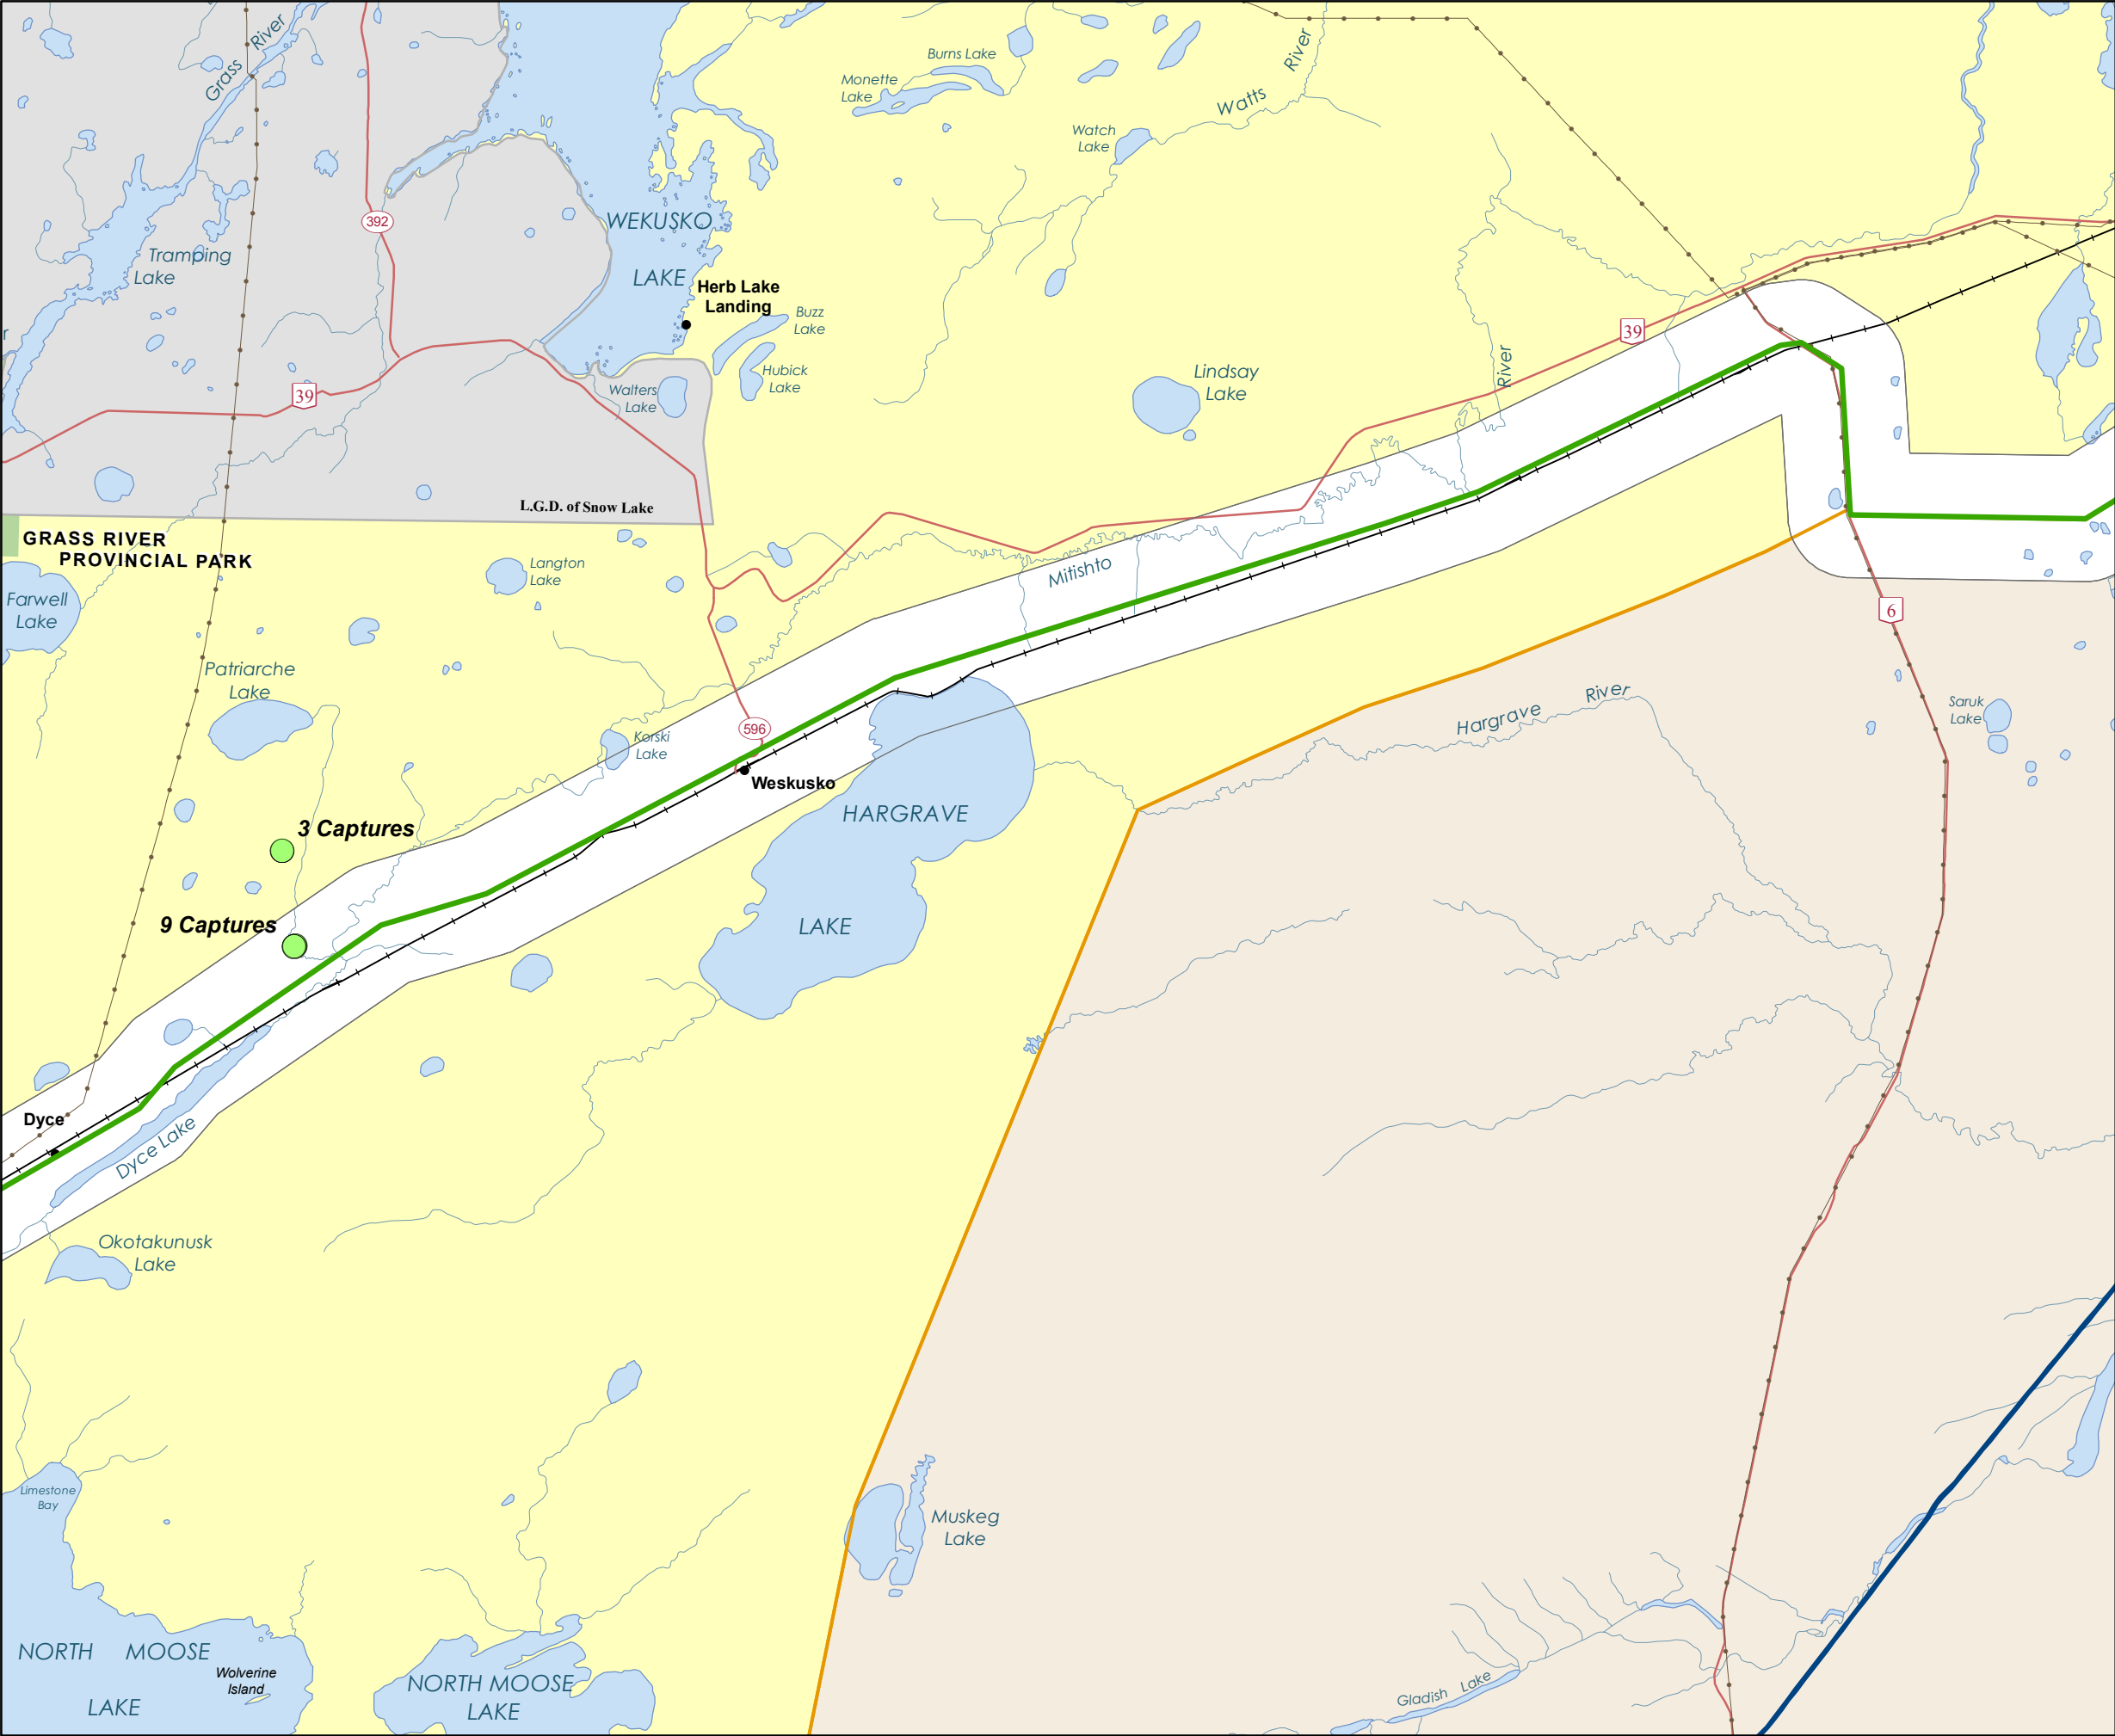 Grass
River
Burns Lake
Monette
Lake
Watch
Lake
Watts
River
392
WEKUSKO
LAKE
Tramping
Lake
r
Herb Lake
Landing
Buzz
Lake
Hubick
Lake
Walters
Lake
39
39
Lindsay
Lake
River
L.G.D. of Snow Lake
GRASS RIVER
PROVINCIAL PARK
Langton
Lake
Mitishto
Farwell
Lake
6
Patriarche
Lake
Hargrave
River
Saruk
Lake
596
Korski
Lake
Weskusko
HARGRAVE
LAKE
3 Captures
9 Captures
Dyce
Dyce Lake
Okotakunusk
Lake
Limestone
Bay
Muskeg
Lake
NORTH MOOSE
LAKE
Wolverine
Island
NORTH MOOSE
LAKE
Gladish Lake